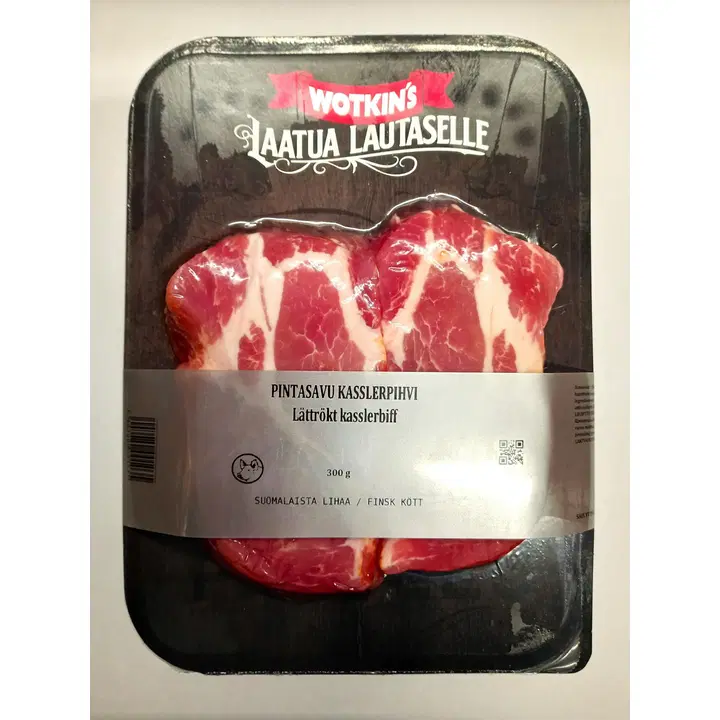 WOTKIN'S
LAATUA LAUTASELLE
PINTASAVU KASSLERPIHVI
Lättrökt kasslerbiff
300 g
SUOMALAISTA LIHAA / FINSK KÖTT